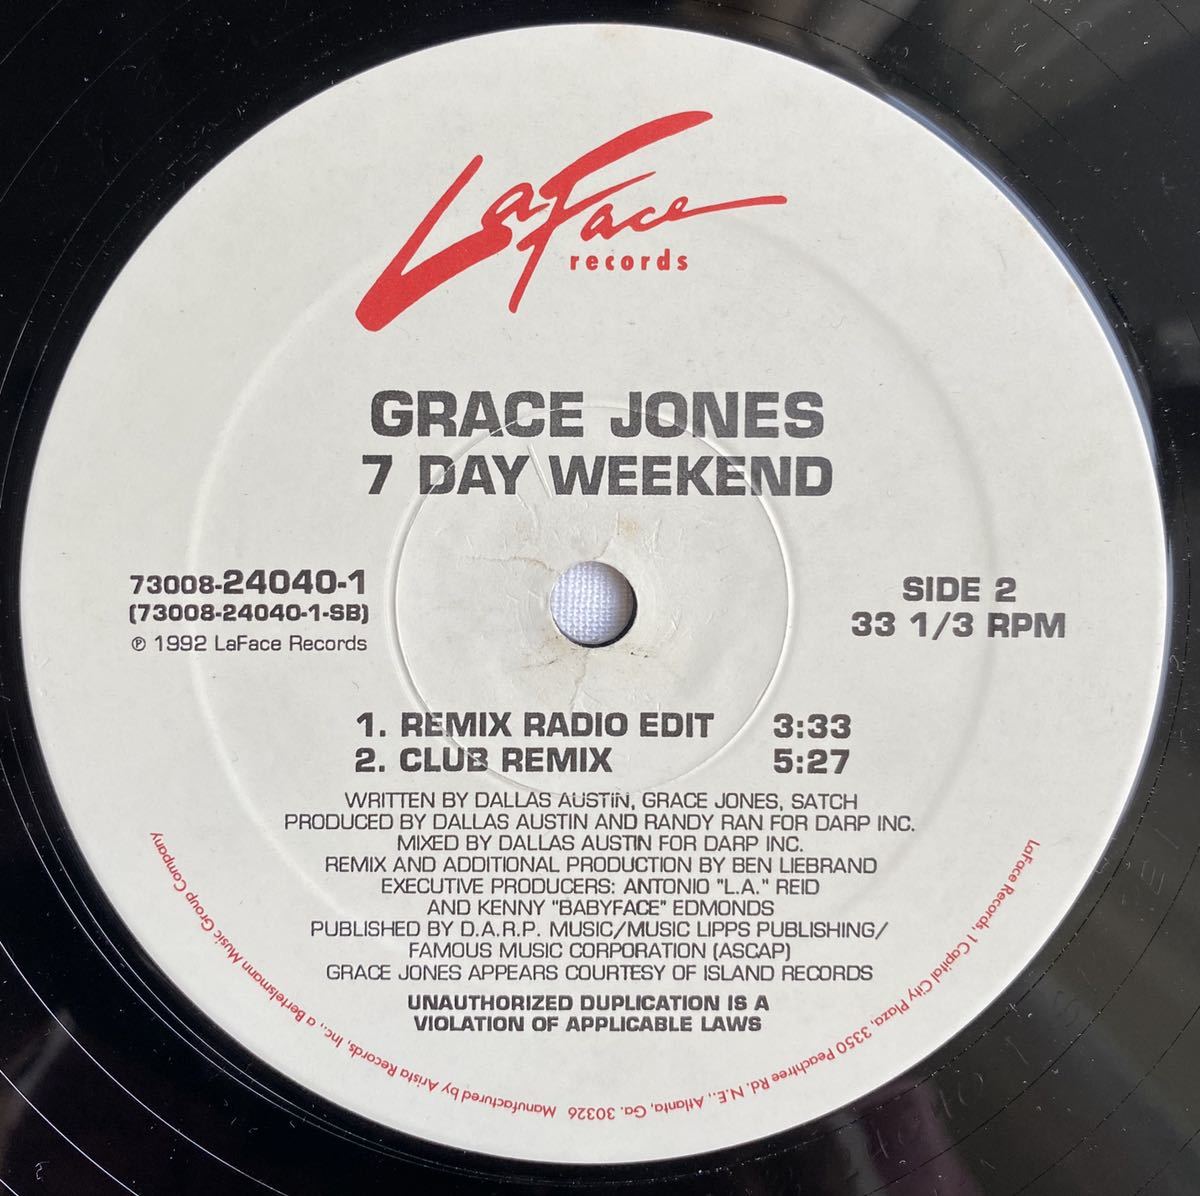 LaFace
records
GRACE JONES
7 DAY WEEKEND
73008-24040-1
(73008-24040-1-SB)
℗ 1992 LaFace Records
SIDE 2
33 1/3 RPM
1. REMIX RADIO EDIT 3:33
2. CLUB REMIX 5:27
WRITTEN BY DALLAS AUSTIN, GRACE JONES, SATCH
PRODUCED BY DALLAS AUSTIN AND RANDY RAN FOR DARP INC.
MIXED BY DALLAS AUSTIN FOR DARP INC.
REMIX AND ADDITIONAL PRODUCTION BY BEN LIEBRAND
EXECUTIVE PRODUCERS: ANTONIO "L.A." REID
AND KENNY "BABYFACE" EDMONDS
PUBLISHED BY D.A.R.P. MUSIC/MUSIC LIPPS PUBLISHING/
FAMOUS MUSIC CORPORATION (ASCAP)
GRACE JONES APPEARS COURTESY OF ISLAND RECORDS
UNAUTHORIZED DUPLICATION IS A
VIOLATION OF APPLICABLE LAWS
LaFace Records, 1 Capital City Plaza, 3350 Peachtree Rd. N.E., Atlanta, Ga. 30326 Manufactured by Arista Records, Inc., a Bertelsmann Music Group Company